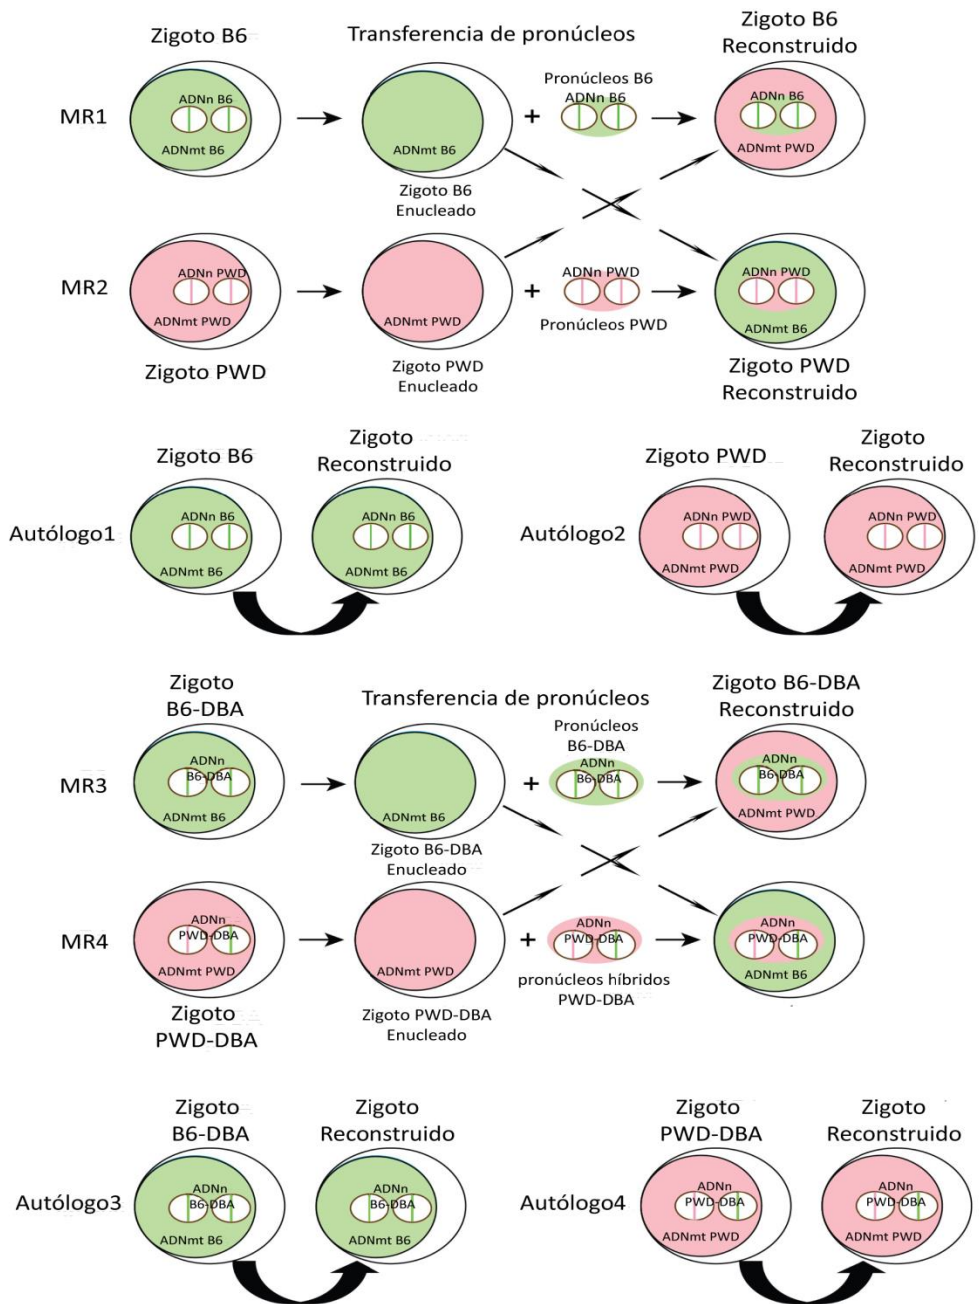 Zigoto B6
Transferencia de pronúcleos
Zigoto B6
Reconstruido
MR1
ADNn B6
ADNmt B6
ADNmt B6
Zigoto B6
Enucleado
+
Pronúcleos B6
ADNn B6
ADNn B6
ADNmt PWD
MR2
ADNn PWD
ADNmt PWD
Zigoto PWD
ADNmt PWD
Zigoto PWD
Enucleado
+
ADNn PWD
Pronúcleos PWD
ADNn PWD
ADNmt B6
Zigoto PWD
Reconstruido
Autólogo1
Zigoto B6
ADNn B6
ADNmt B6
Zigoto
Reconstruido
ADNn B6
ADNmt B6
Autólogo2
Zigoto PWD
ADNn PWD
ADNmt PWD
Zigoto
Reconstruido
ADNn PWD
ADNmt PWD
Zigoto
B6-DBA
Transferencia de pronúcleos
Zigoto B6-DBA
Reconstruido
MR3
ADNn
B6-DBA
ADNmt B6
ADNmt B6
Zigoto B6-DBA
Enucleado
+
Pronúcleos
B6-DBA
ADNn
B6-DBA
ADNn
B6-DBA
ADNmt PWD
MR4
ADNn
PWD-DBA
ADNmt PWD
Zigoto
PWD-DBA
ADNmt PWD
Zigoto PWD-DBA
Enucleado
+
ADNn
PWD-DBA
pronúcleos híbridos
PWD-DBA
ADNn
PWD-DBA
ADNmt B6
Autólogo3
Zigoto
B6-DBA
ADNn
B6-DBA
ADNmt B6
Zigoto
Reconstruido
ADNn
B6-DBA
ADNmt B6
Autólogo4
Zigoto
PWD-DBA
ADNn
PWD-DBA
ADNmt PWD
Zigoto
Reconstruido
ADNn
PWD-DBA
ADNmt PWD